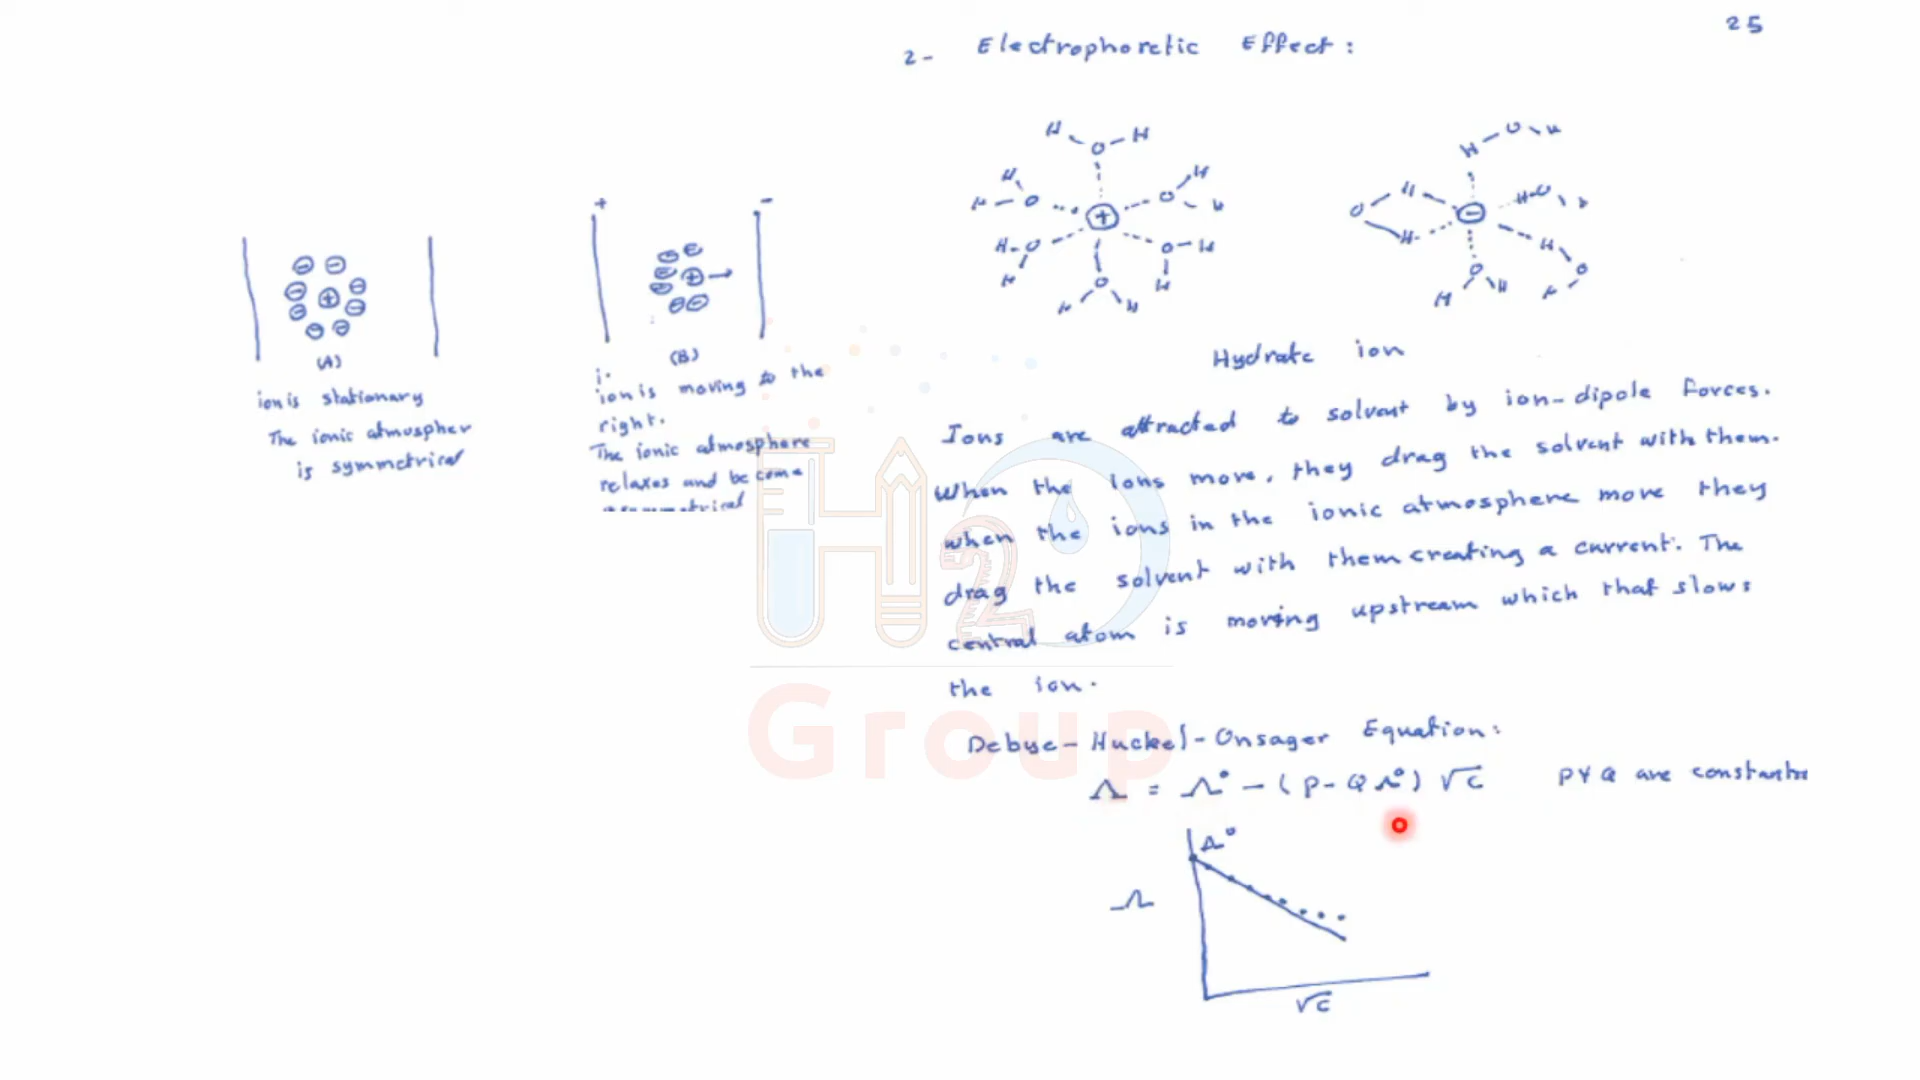 25
2- Electrophoretic Effect:
+
-
(A)
ion is stationary
The ionic atmospher
is symmetrical
(B)
ion is moving to the
right.
The ionic atmosphere
relaxes and become
asymmetrical
Hydrate ion
Ions are attracted to solvent by ion-dipole forces.
When the ions move, they drag the solvent with them.
when the ions in the ionic atmosphere move they
drag the solvent with them creating a current. The
central atom is moving upstream which that slows
the ion.
Debye-Huckel-Onsager Equation:
Λ = Λ° - (P - QΛ°) √c P & Q are constants
Λ°
Λ
√c
H2O
Group